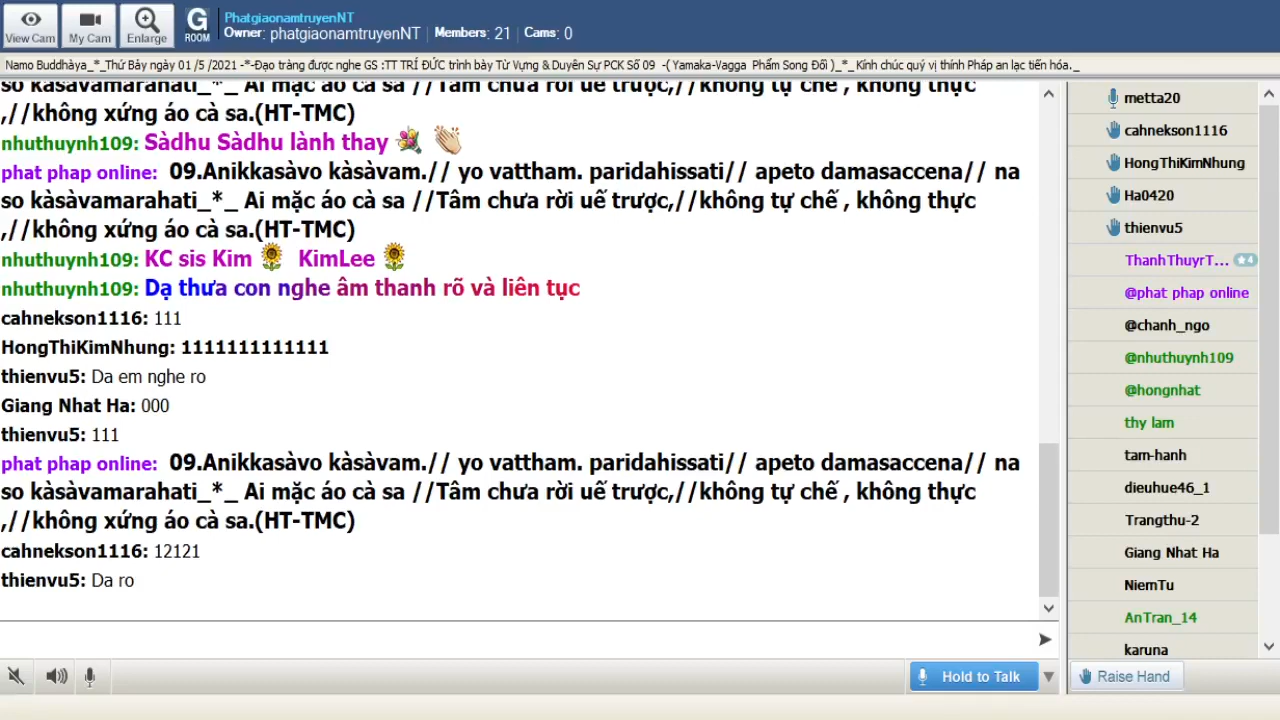 View Cam
My Cam
Enlarge
G
ROOM
PhatgiaonamtruyenNT
Owner: phatgiaonamtruyenNT | Members: 21 | Cams: 0
Namo Buddhàya_*_Thứ Bảy ngày 01 /5 /2021 -*-Đạo tràng được nghe GS :TT TRÍ ĐỨC trình bày Từ Vựng & Duyên Sự PCK Số 09 -( Yamaka-Vagga Phẩm Song Đối )_*_ Kính chúc quý vị thính Pháp an lạc tiến hóa._
so kàsàvamarahati_*_ Ai mặc áo cà sa //Tâm chưa rời uế trược,//không tự chế , không thực
,//không xứng áo cà sa.(HT-TMC)
nhuthuynh109: Sàdhu Sàdhu lành thay
phat phap online: 09.Anikkasàvo kàsàvam.// yo vattham. paridahissati// apeto damasaccena// na
so kàsàvamarahati_*_ Ai mặc áo cà sa //Tâm chưa rời uế trược,//không tự chế , không thực
,//không xứng áo cà sa.(HT-TMC)
nhuthuynh109: KC sis Kim KimLee
nhuthuynh109: Dạ thưa con nghe âm thanh rõ và liên tục
cahnekson1116: 111
HongThiKimNhung: 1111111111111
thienvu5: Da em nghe ro
Giang Nhat Ha: 000
thienvu5: 111
phat phap online: 09.Anikkasàvo kàsàvam.// yo vattham. paridahissati// apeto damasaccena// na
so kàsàvamarahati_*_ Ai mặc áo cà sa //Tâm chưa rời uế trược,//không tự chế , không thực
,//không xứng áo cà sa.(HT-TMC)
cahnekson1116: 12121
thienvu5: Da ro
Hold to Talk
metta20
cahnekson1116
HongThiKimNhung
Ha0420
thienvu5
ThanhThuyrT... 4
@phat phap online
@chanh_ngo
@nhuthuynh109
@hongnhat
thy lam
tam-hanh
dieuhue46_1
Trangthu-2
Giang Nhat Ha
NiemTu
AnTran_14
karuna
Raise Hand